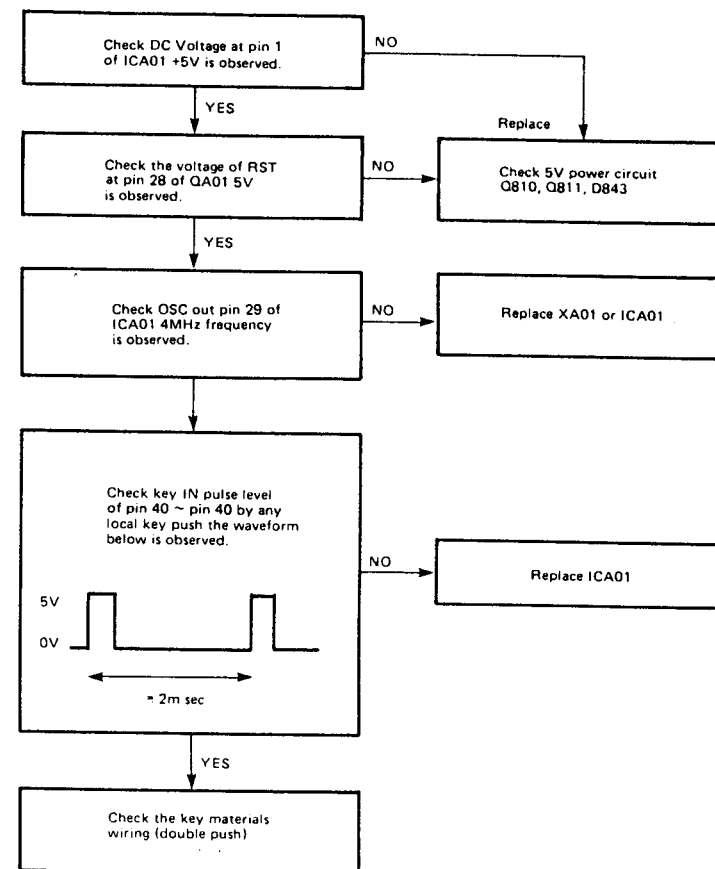 Check DC Voltage at pin 1
of ICA01 +5V is observed.
NO
YES
Replace
Check the voltage of RST
at pin 28 of QA01 5V
is observed.
NO
Check 5V power circuit
Q810, Q811, D843
YES
Check OSC out pin 29 of
ICA01 4MHz frequency
is observed.
NO
Replace XA01 or ICA01
Check key IN pulse level
of pin 40 ~ pin 40 by any
local key push the waveform
below is observed.
NO
Replace ICA01
5V
0V
≈ 2m sec
YES
Check the key materials
wiring (double push)